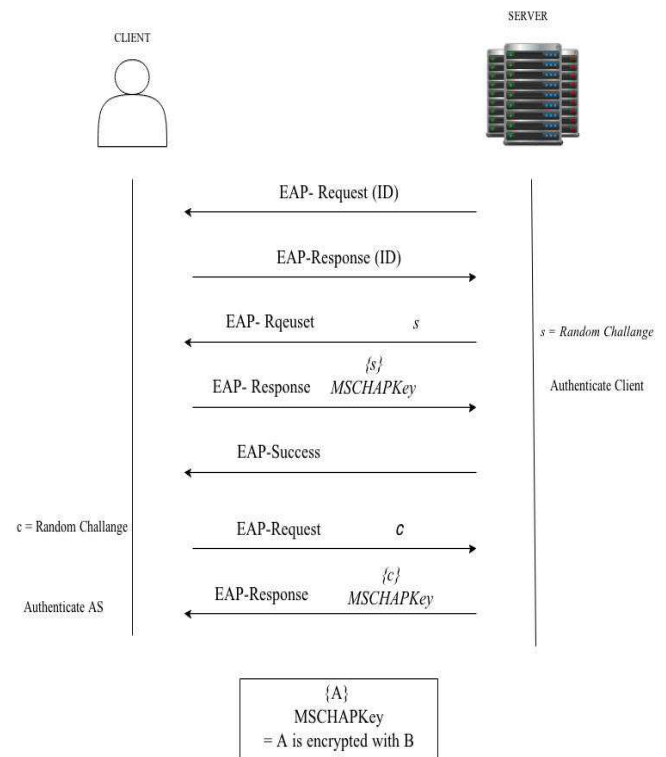 SERVER
CLIENT
EAP- Request (ID)
EAP-Response (ID)
EAP- Rqeuset s
s = Random Challange
{s}
EAP- Response MSCHAPKey
Authenticate Client
EAP-Success
c = Random Challange
EAP-Request c
{c}
EAP-Response MSCHAPKey
Authenticate AS
{A}
MSCHAPKey
= A is encrypted with B